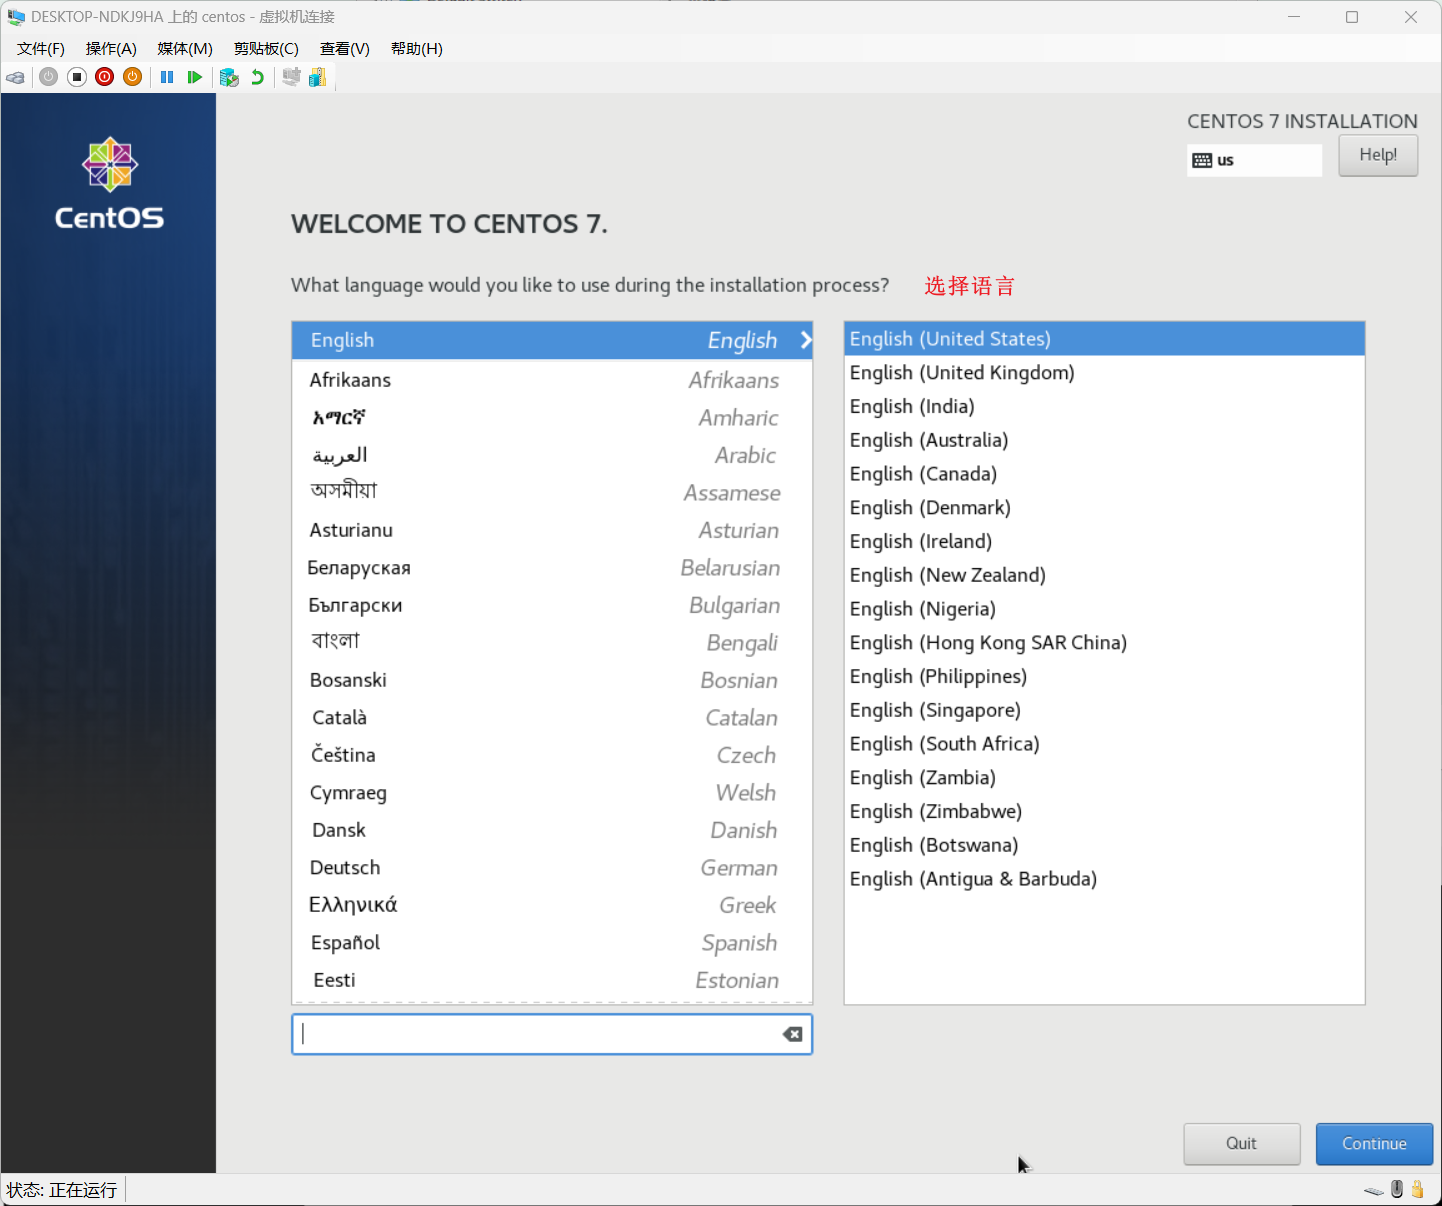 DESKTOP-NDKJ9HA 上的 centos - 虚拟机连接
文件(F) 操作(A) 媒体(M) 剪贴板(C) 查看(V) 帮助(H)
CentOS
CENTOS 7 INSTALLATION
us
Help!
WELCOME TO CENTOS 7.
What language would you like to use during the installation process? 选择语言
English English
Afrikaans Afrikaans
አማርኛ Amharic
العربية Arabic
অসমীয়া Assamese
Asturianu Asturian
Беларуская Belarusian
Български Bulgarian
বাংলা Bengali
Bosanski Bosnian
Català Catalan
Čeština Czech
Cymraeg Welsh
Dansk Danish
Deutsch German
Ελληνικά Greek
Español Spanish
Eesti Estonian
English (United States)
English (United Kingdom)
English (India)
English (Australia)
English (Canada)
English (Denmark)
English (Ireland)
English (New Zealand)
English (Nigeria)
English (Hong Kong SAR China)
English (Philippines)
English (Singapore)
English (South Africa)
English (Zambia)
English (Zimbabwe)
English (Botswana)
English (Antigua & Barbuda)
Quit
Continue
状态: 正在运行